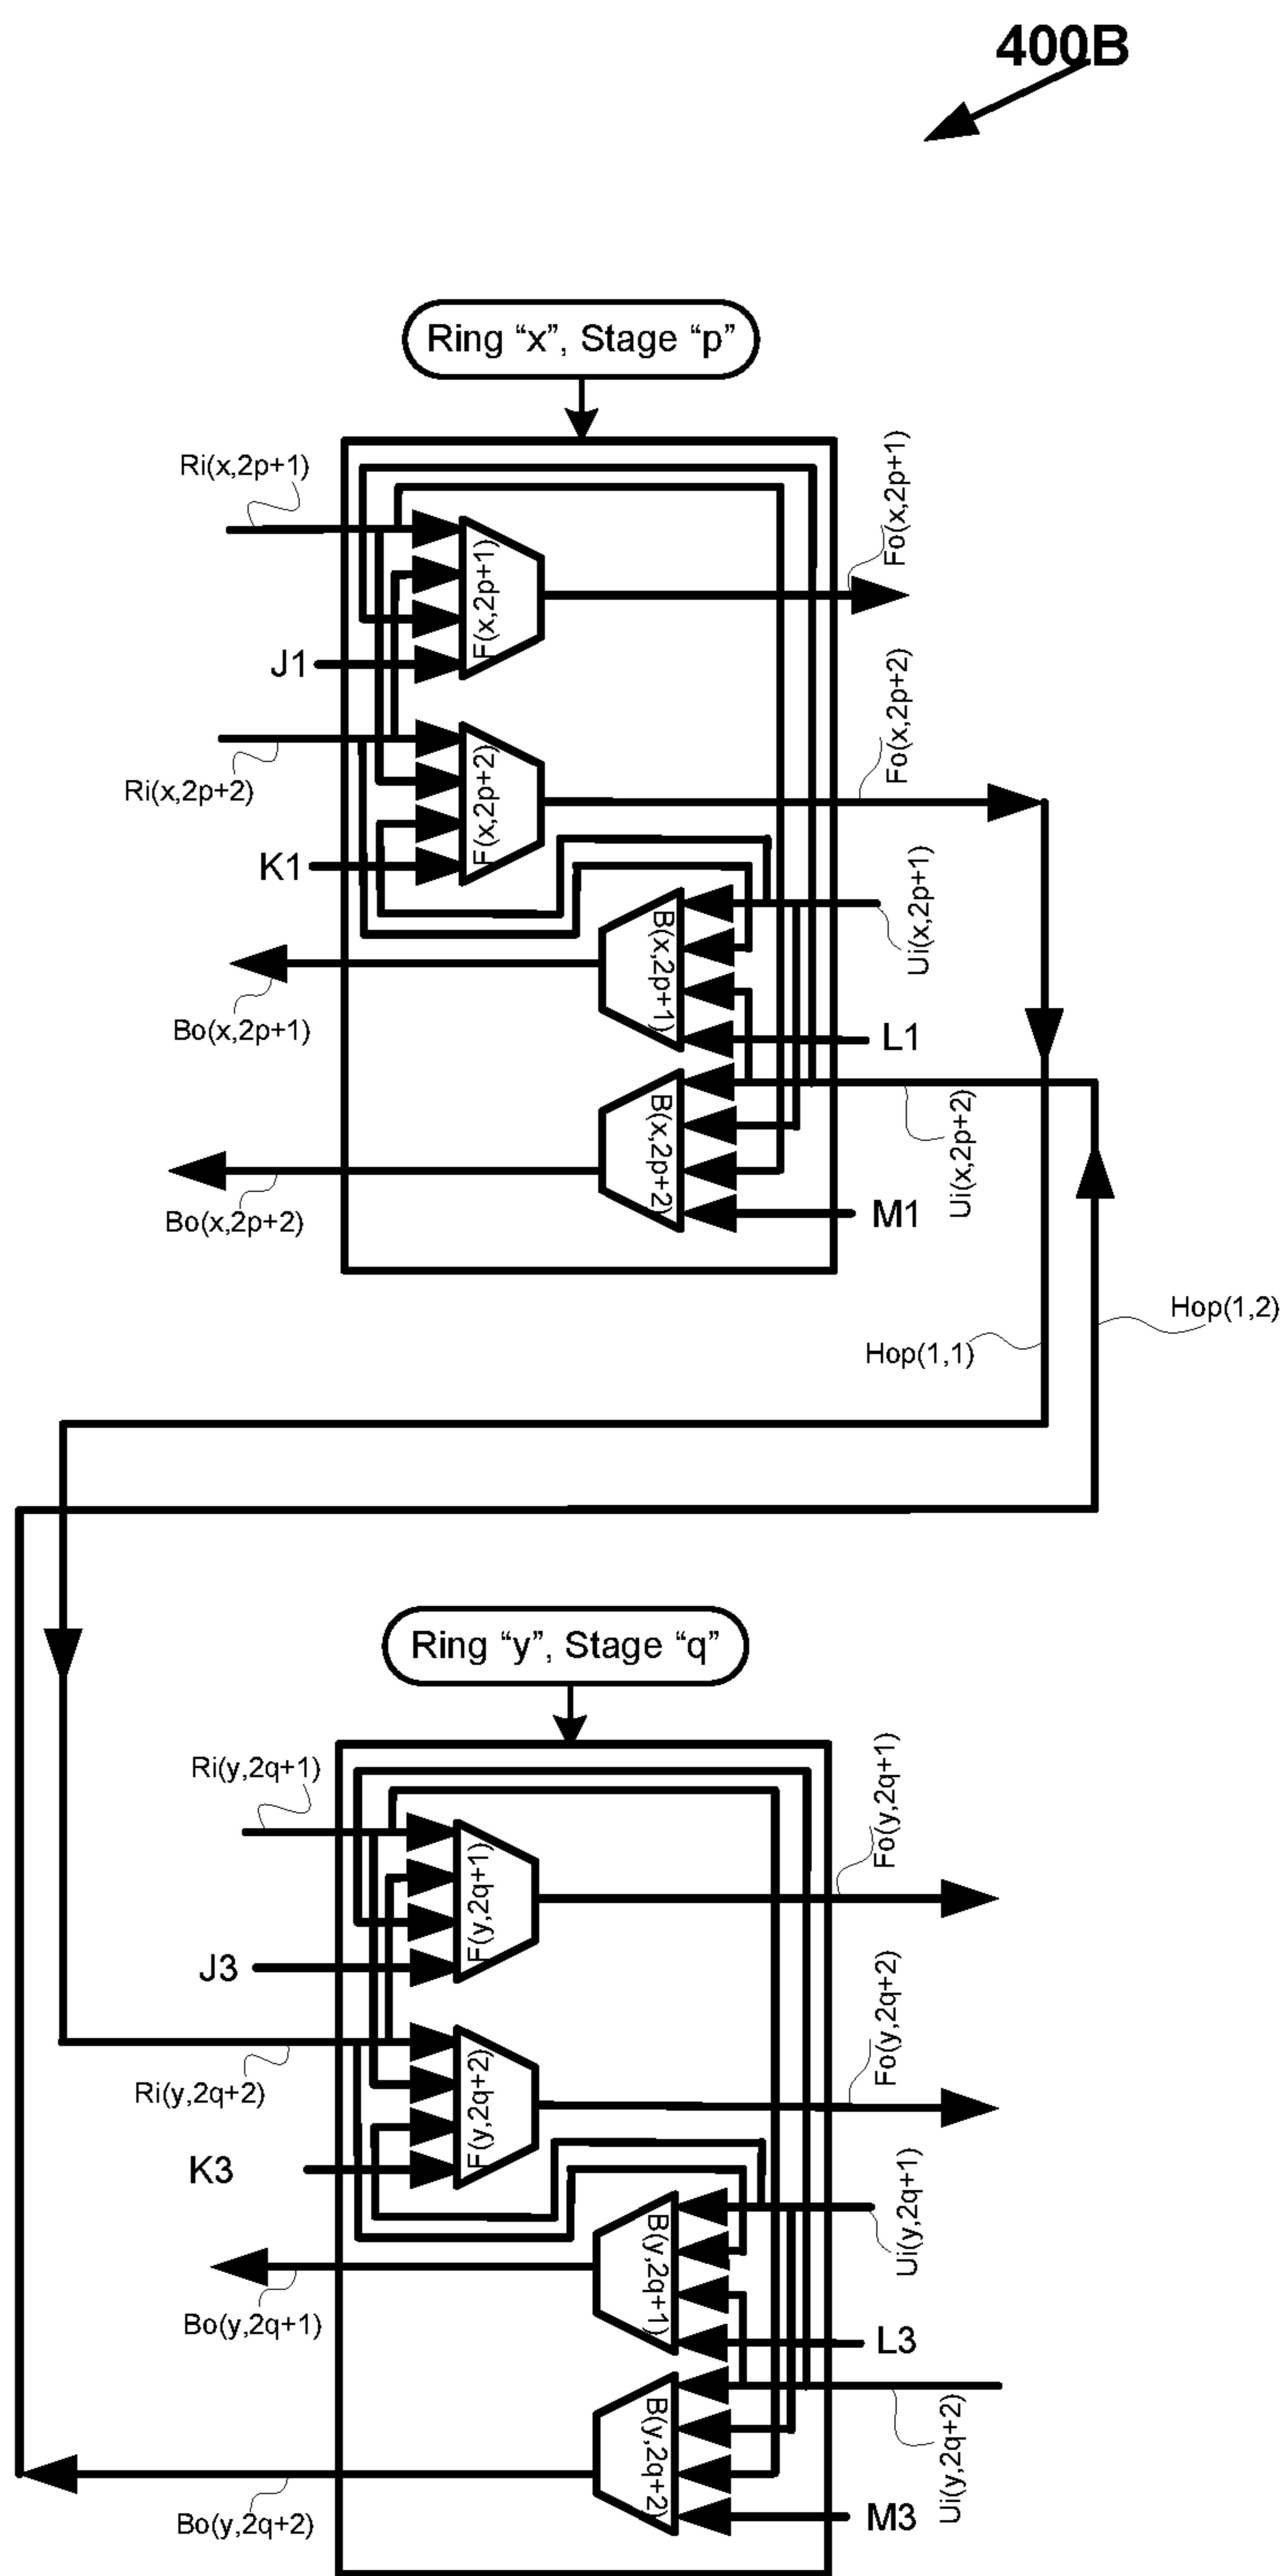 400B
Ring “x”, Stage “p”
Ri(x,2p+1)
Fo(x,2p+1)
F(x,2p+1)
J1
Fo(x,2p+2)
Ri(x,2p+2)
F(x,2p+2)
K1
Ui(x,2p+1)
B(x,2p+1)
Bo(x,2p+1)
L1
B(x,2p+2)
Ui(x,2p+2)
Bo(x,2p+2)
M1
Hop(1,2)
Hop(1,1)
Ring “y”, Stage “q”
Ri(y,2q+1)
Fo(y,2q+1)
F(y,2q+1)
J3
Fo(y,2q+2)
Ri(y,2q+2)
F(y,2q+2)
K3
Ui(y,2q+1)
B(y,2q+1)
Bo(y,2q+1)
L3
B(y,2q+2)
Ui(y,2q+2)
Bo(y,2q+2)
M3